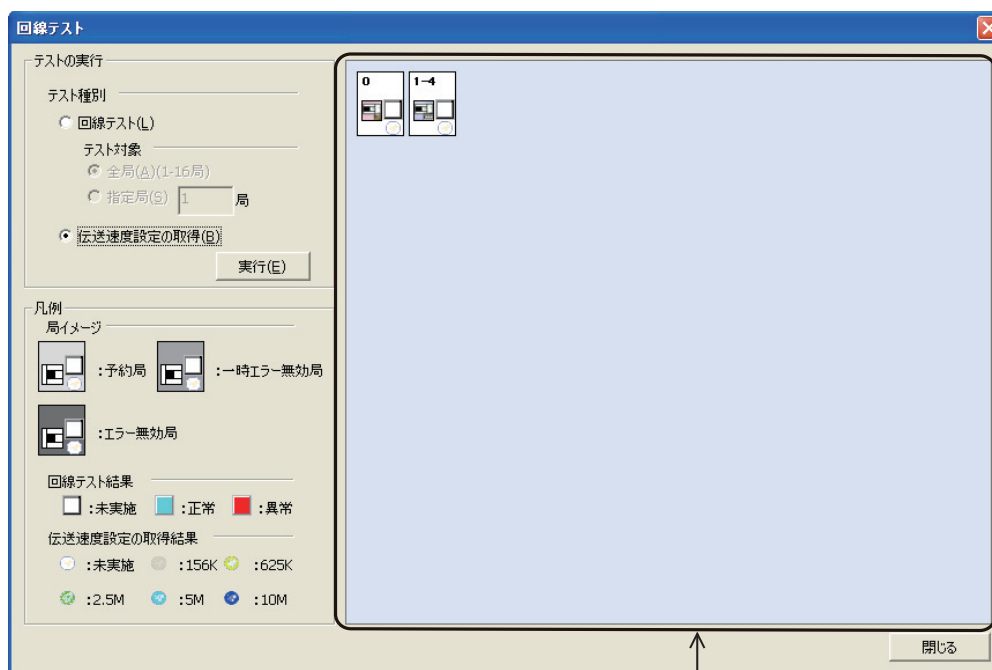 回線テスト
テストの実行
テスト種別
回線テスト(L)
テスト対象
全局(A)(1-16局)
指定局(S) 1 局
伝送速度設定の取得(B)
実行(E)
0 1-4
凡例
局イメージ
:予約局 :一時エラー無効局
:エラー無効局
回線テスト結果
:未実施 :正常 :異常
伝送速度設定の取得結果
:未実施 :156K :625K
:2.5M :5M :10M
閉じる